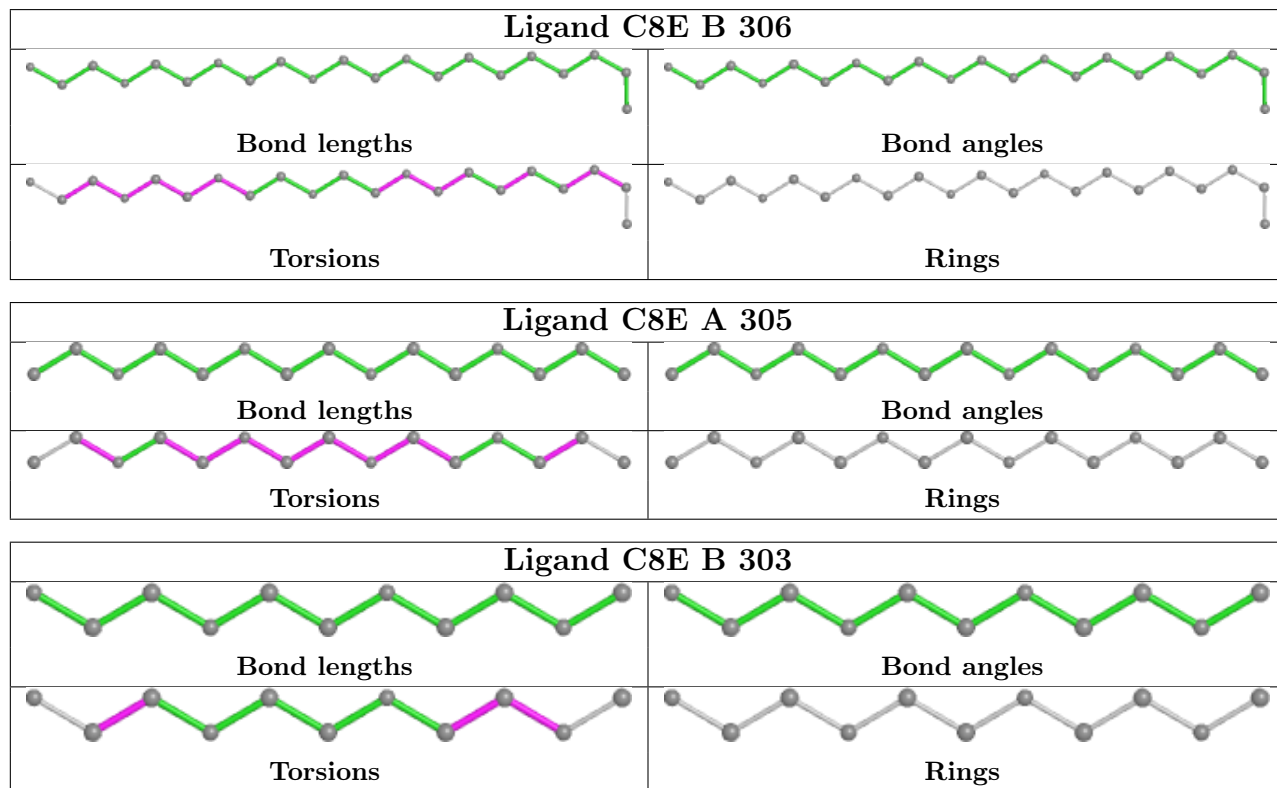 Ligand C8E B 306
Bond lengths
Bond angles
Torsions
Rings
Ligand C8E A 305
Bond lengths
Bond angles
Torsions
Rings
Ligand C8E B 303
Bond lengths
Bond angles
Torsions
Rings